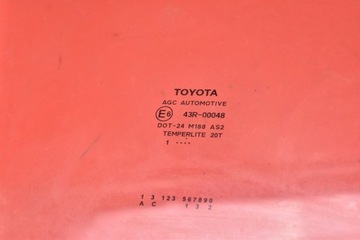 TOYOTA
AGC AUTOMOTIVE
E6 43R-00048
DOT-24 M188 AS2
TEMPERLITE 20T
1 ....
1 3 123 567890
A C 1 3 2